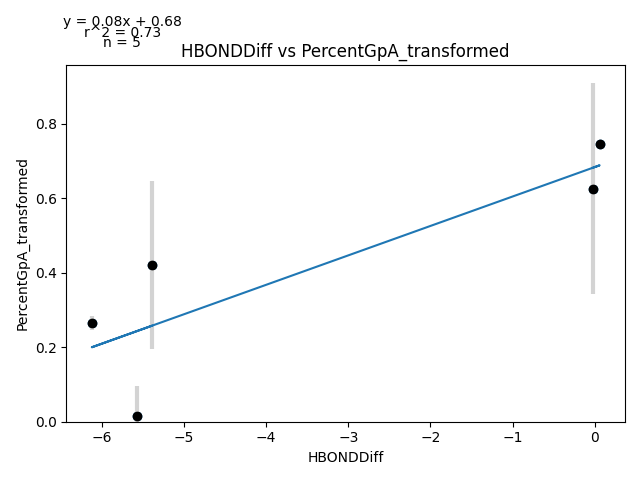 y = 0.08x + 0.68
r^2 = 0.73
n = 5
HBONDDiff vs PercentGpA_transformed
PercentGpA_transformed
0.8
0.6
0.4
0.2
0.0
−6 −5 −4 −3 −2 −1 0
HBONDDiff